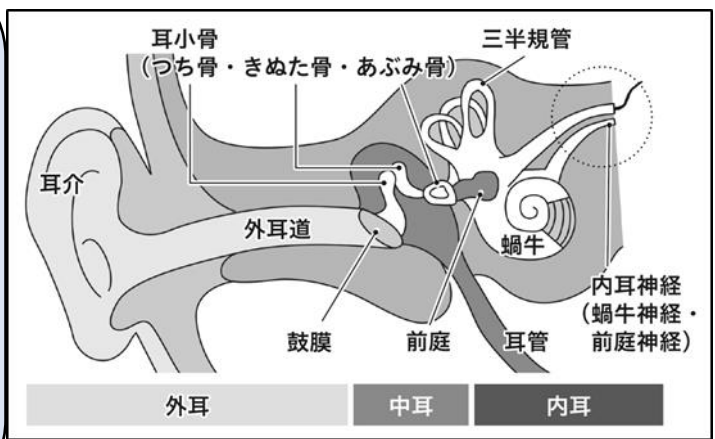 耳小骨
（つち骨・きぬた骨・あぶみ骨）
三半規管
耳介
外耳道
蝸牛
内耳神経
（蝸牛神経・
前庭神経）
鼓膜
前庭
耳管
外耳
中耳
内耳